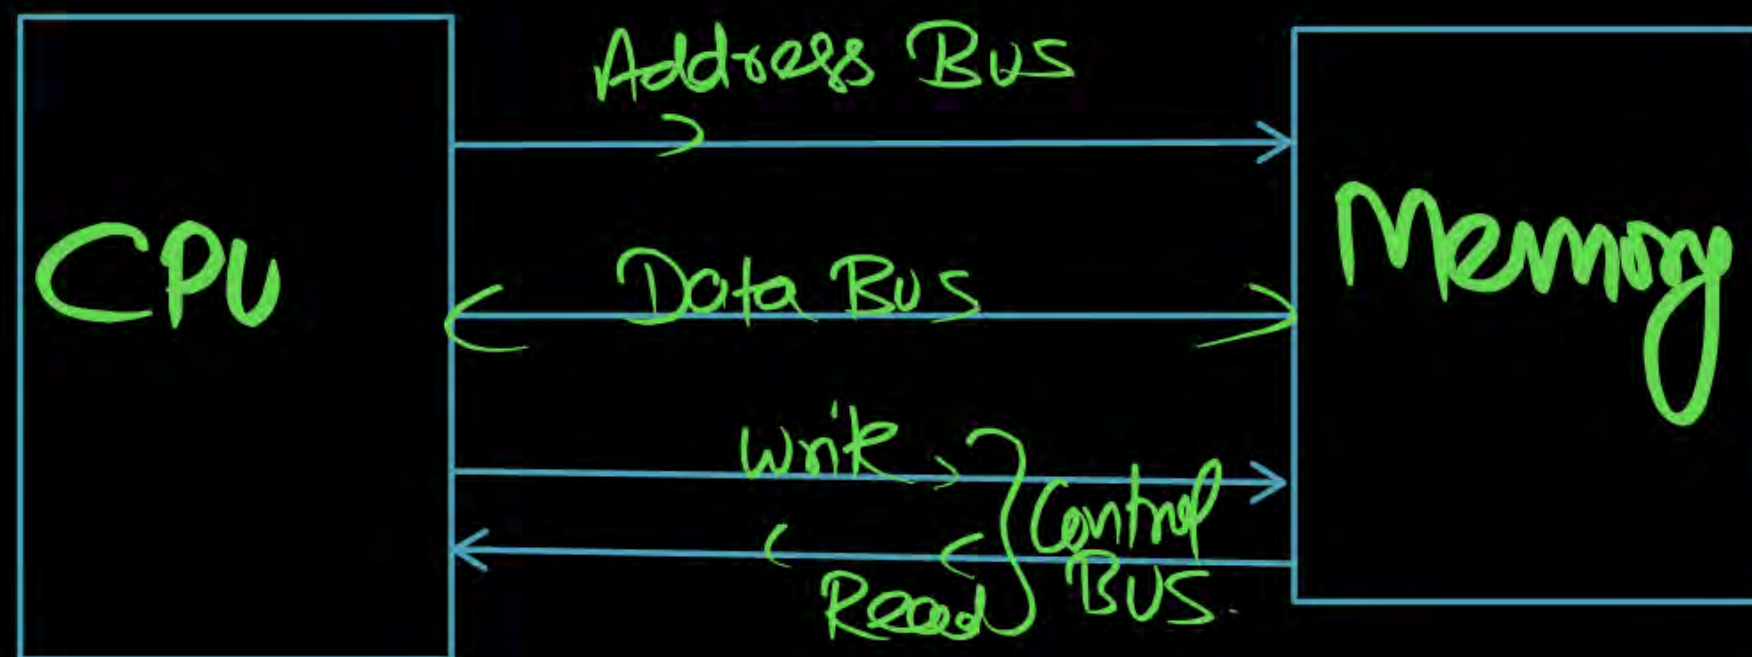 Address Bus
CPU
Memory
Data Bus
Write
Control
BUS.
Read